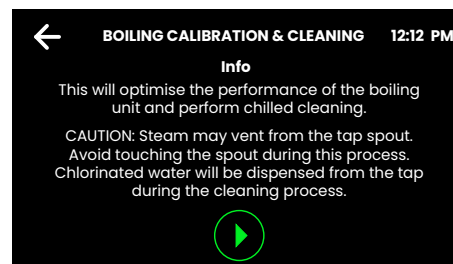 BOILING CALIBRATION & CLEANING 12:12 PM
Info
This will optimise the performance of the boiling
unit and perform chilled cleaning.
CAUTION: Steam may vent from the tap spout.
Avoid touching the spout during this process.
Chlorinated water will be dispensed from the tap
during the cleaning process.